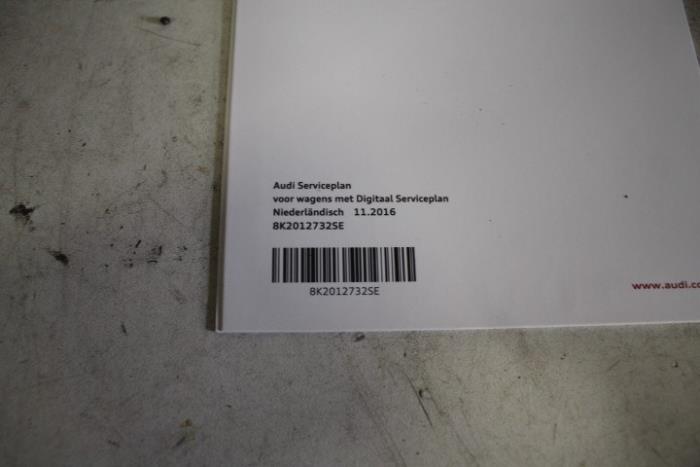 Audi Serviceplan
voor wagens met Digitaal Serviceplan
Niederländisch 11.2016
8K2012732SE
8K2012732SE
www.audi.co